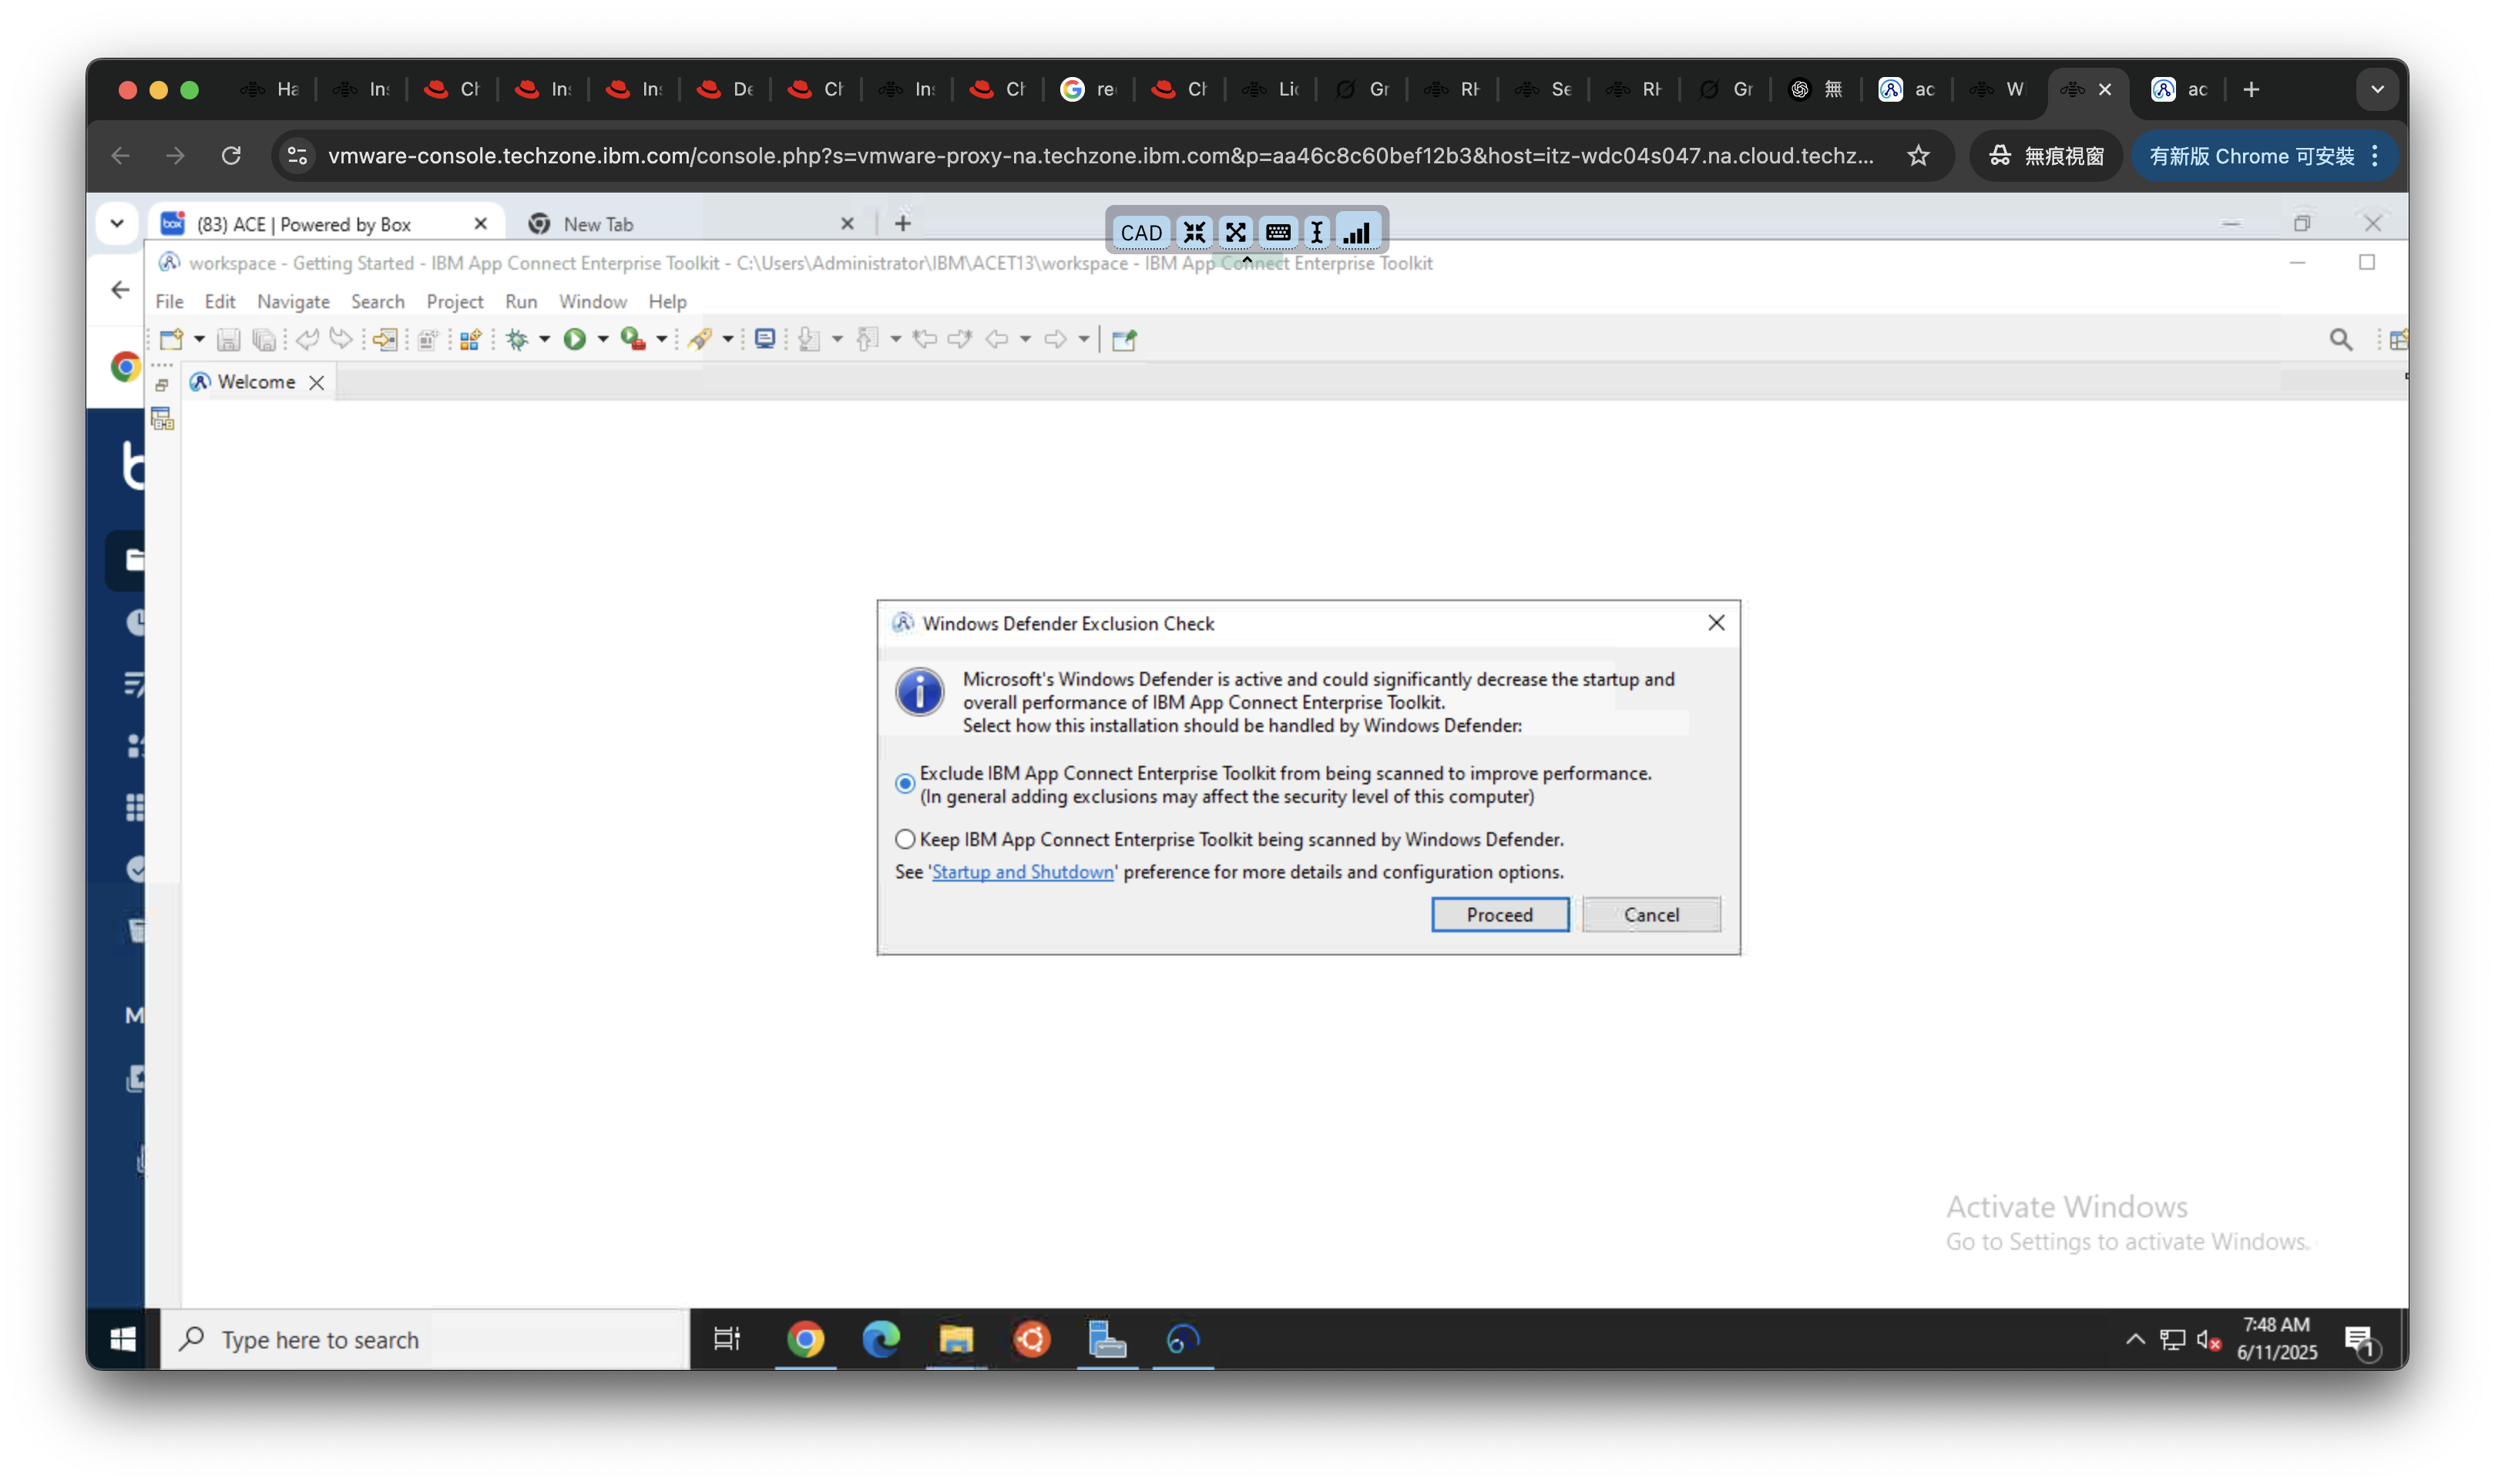 Ha
In
Ch
In
In
De
Ch
In
Ch
re
Ch
Lic
Gr
RH
Se
RH
Gr
無
ac
W
ac
vmware-console.techzone.ibm.com/console.php?s=vmware-proxy-na.techzone.ibm.com&p=aa46c8c60bef12b3&host=itz-wdc04s047.na.cloud.techz...
無痕視窗
有新版 Chrome 可安裝
box
(83) ACE | Powered by Box
New Tab
CAD
workspace - Getting Started - IBM App Connect Enterprise Toolkit - C:\Users\Administrator\IBM\ACET13\workspace - IBM App Connect Enterprise Toolkit
File Edit Navigate Search Project Run Window Help
Welcome
b
Windows Defender Exclusion Check
Microsoft's Windows Defender is active and could significantly decrease the startup and
overall performance of IBM App Connect Enterprise Toolkit.
Select how this installation should be handled by Windows Defender:
Exclude IBM App Connect Enterprise Toolkit from being scanned to improve performance.
(In general adding exclusions may affect the security level of this computer)
Keep IBM App Connect Enterprise Toolkit being scanned by Windows Defender.
See 'Startup and Shutdown' preference for more details and configuration options.
Proceed
Cancel
M
Activate Windows
Go to Settings to activate Windows.
Type here to search
7:48 AM
6/11/2025
1